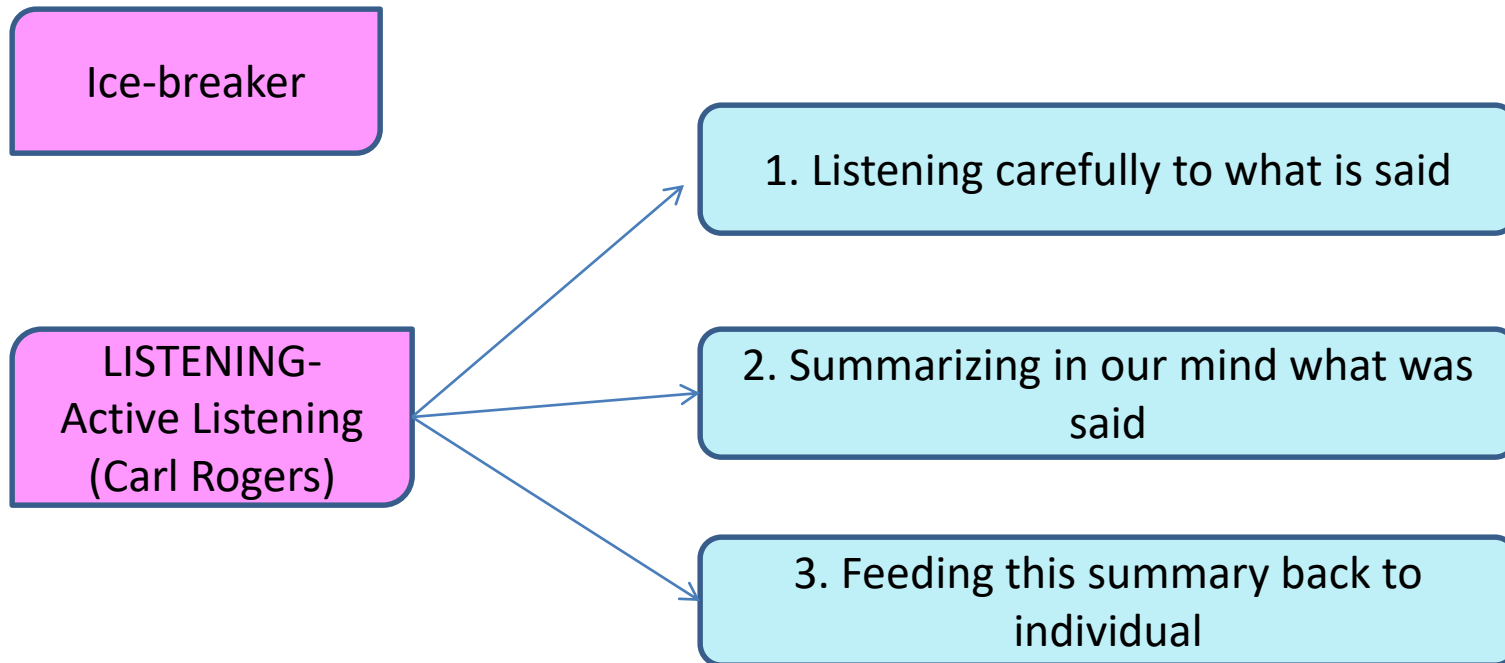 Ice-breaker
1. Listening carefully to what is said
LISTENING-
Active Listening
(Carl Rogers)
2. Summarizing in our mind what was
said
3. Feeding this summary back to
individual